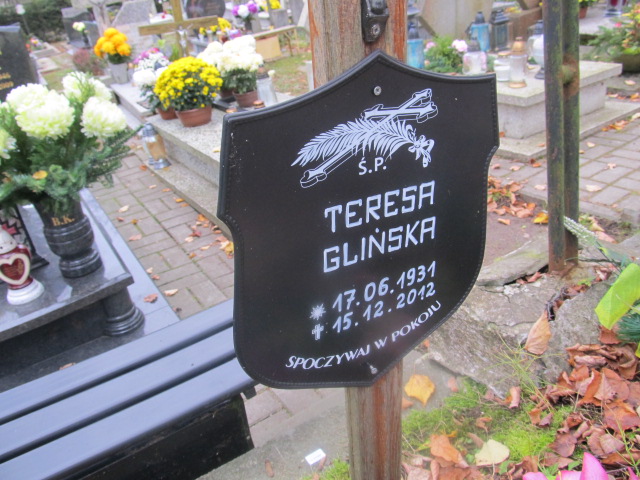 Ś.P.
TERESA
GLIŃSKA
* 17.06.1931
✝ 15.12.2012
SPOCZYWAJ W POKOJU